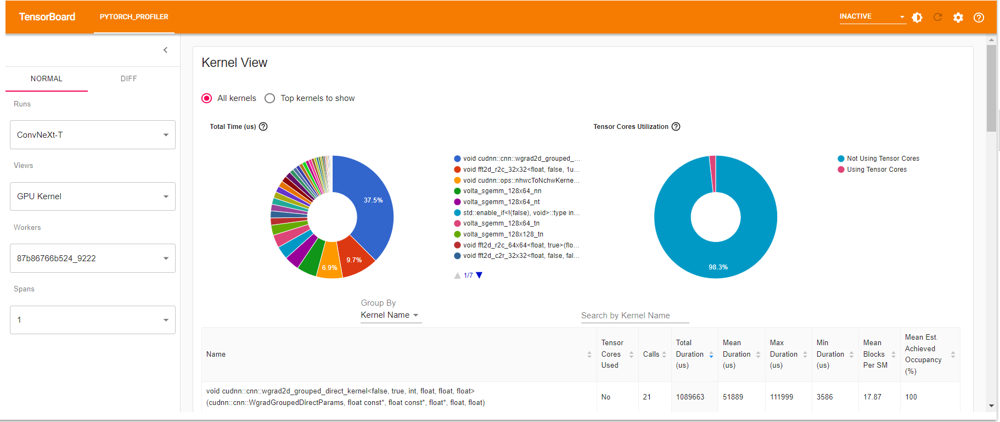 TensorBoard
PYTORCH_PROFILER
INACTIVE
NORMAL
DIFF
Runs
ConvNeXt-T
Views
GPU Kernel
Workers
87b86766b524_9222
Spans
1
Kernel View
All kernels
Top kernels to show
Total Time (us)
37.5%
9.7%
6.9%
void cudnn::cnn::wgrad2d_grouped_...
void fft2d_r2c_32x32<float, false, 1u...
void cudnn::ops::nhwcToNchwKerne...
volta_sgemm_128x64_nn
volta_sgemm_128x64_nt
std::enable_if<!(false), void>::type in...
volta_sgemm_128x64_tn
volta_sgemm_128x128_tn
void fft2d_r2c_64x64<float, true>(flo...
void fft2d_c2r_32x32<float, false, fal...
1/7
Tensor Cores Utilization
98.3%
Not Using Tensor Cores
Using Tensor Cores
Group By
Kernel Name
Search by Kernel Name
Name
Tensor
Cores
Used
Calls
Total
Duration
(us)
Mean
Duration
(us)
Max
Duration
(us)
Min
Duration
(us)
Mean
Blocks
Per SM
Mean Est.
Achieved
Occupancy
(%)
void cudnn::cnn::wgrad2d_grouped_direct_kernel<false, true, int, float, float, float>
(cudnn::cnn::WgradGroupedDirectParams, float const*, float const*, float*, float, float)
No
21
1089663
51889
111999
3586
17.87
100